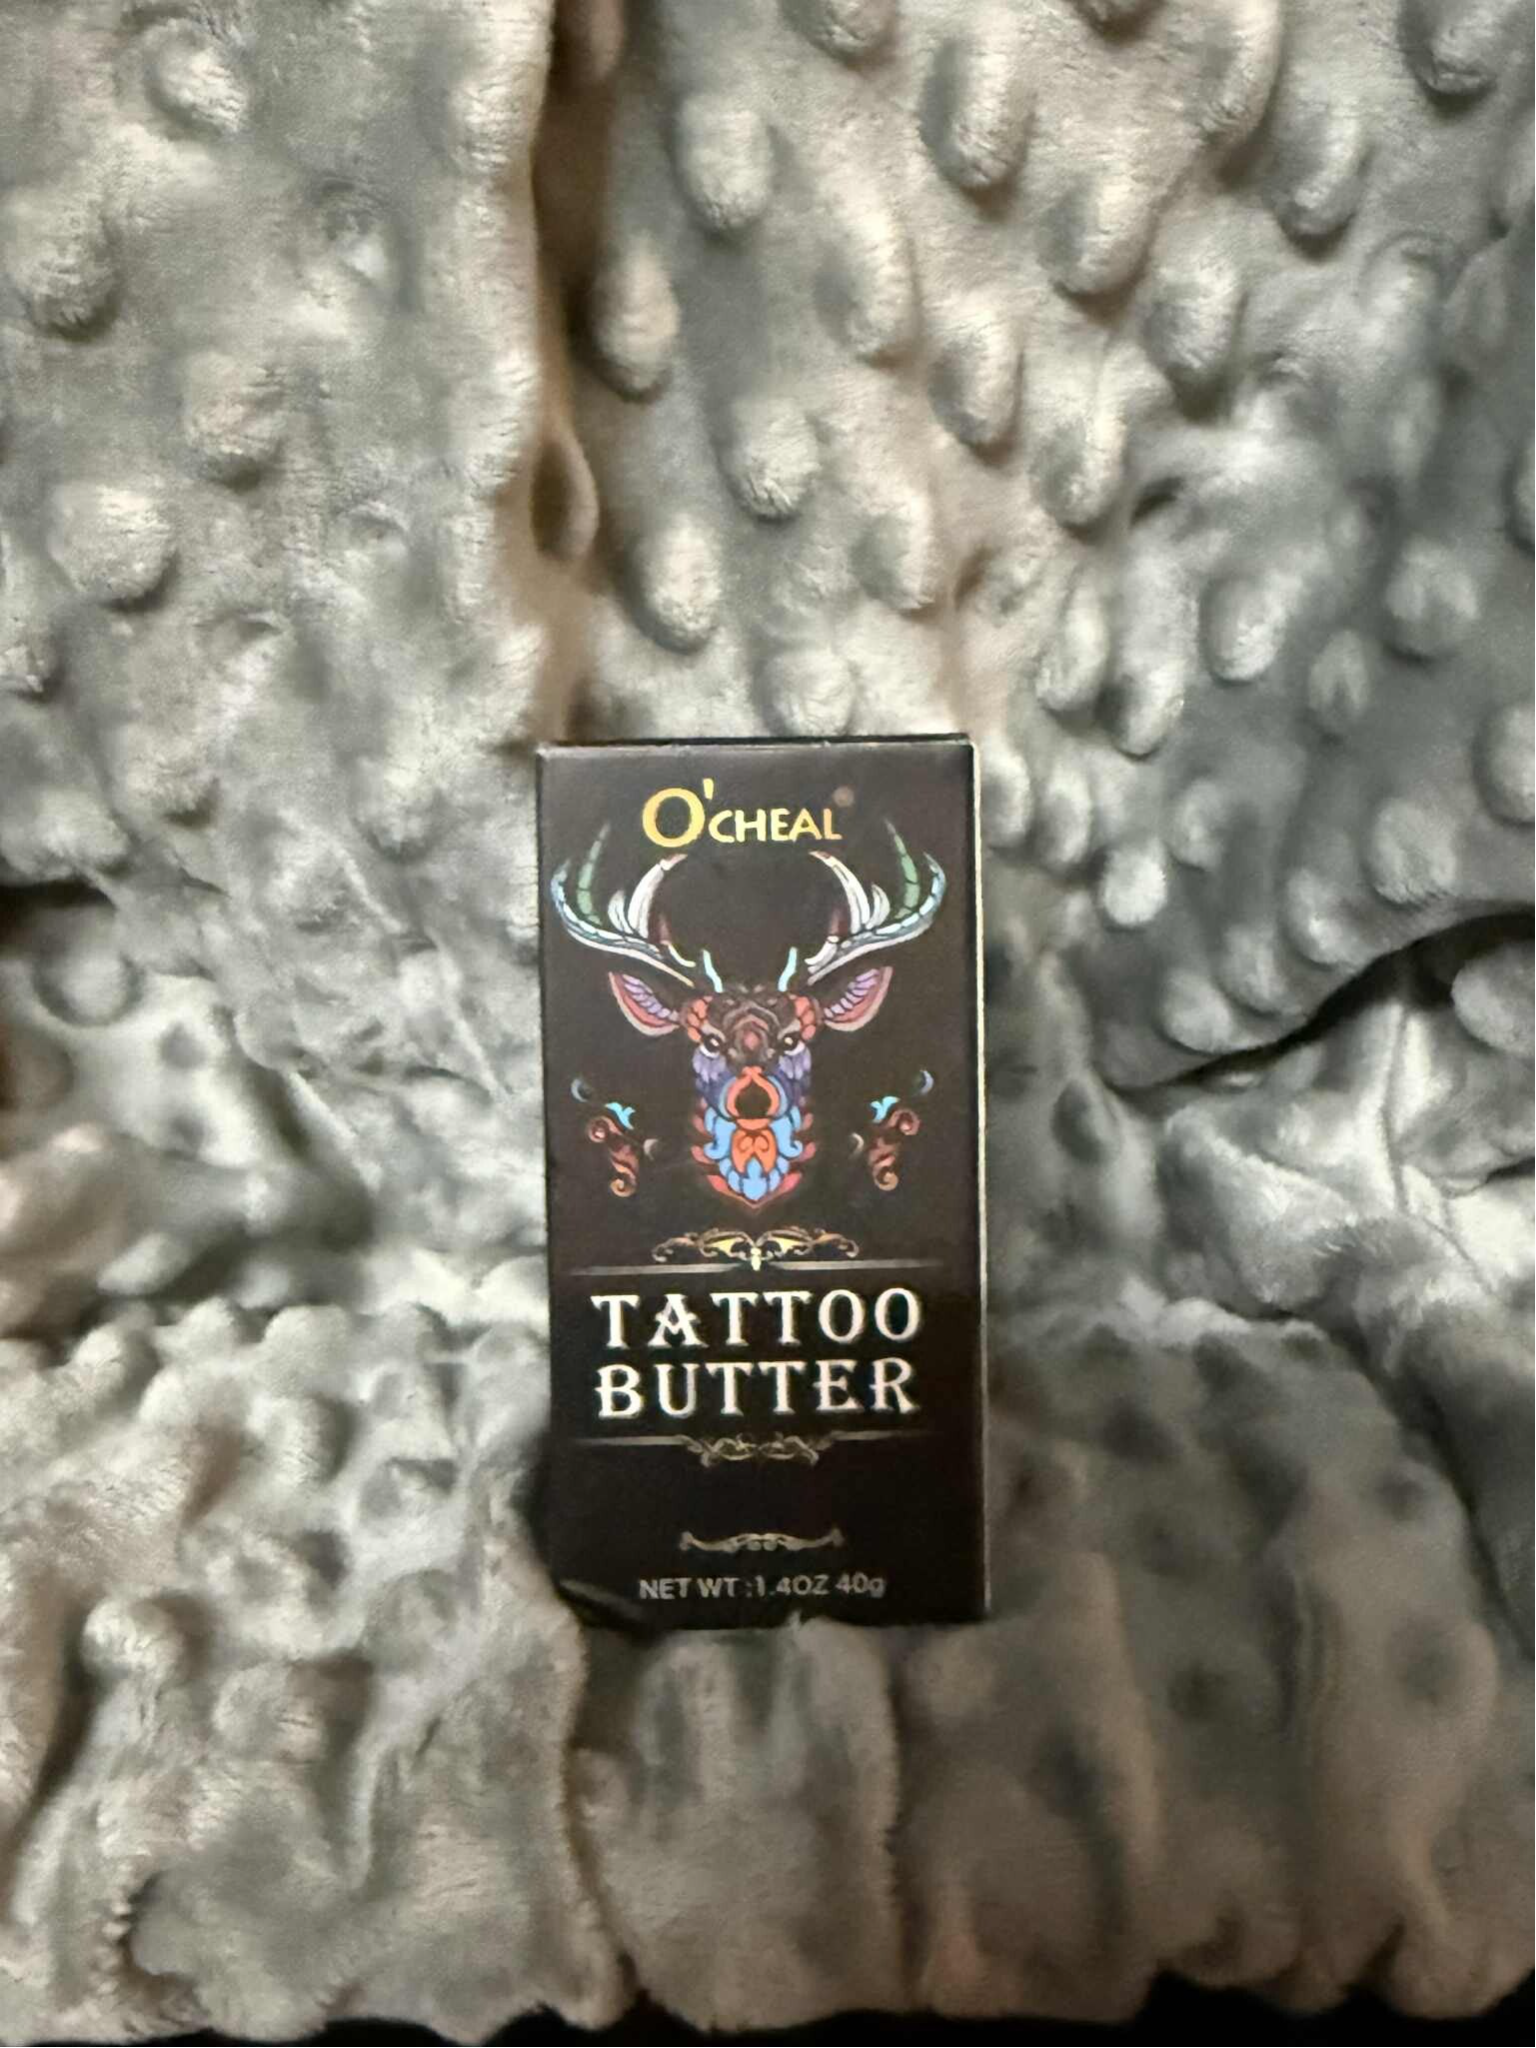 O'CHEAL®
TATTOO
BUTTER
NET WT :1.4OZ 40g